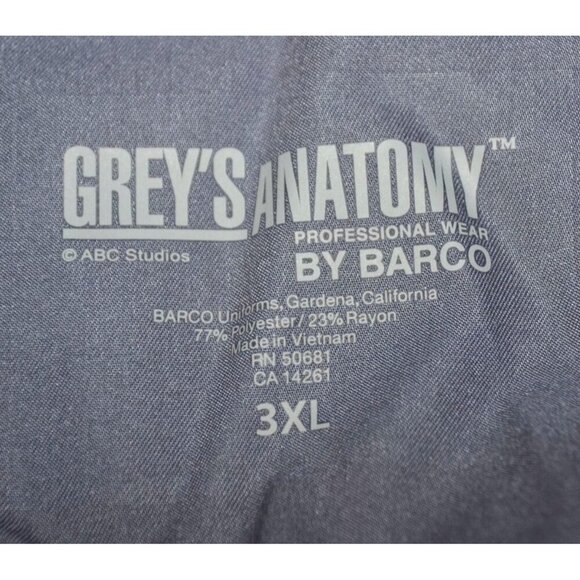 GREY'S ANATOMY™
PROFESSIONAL WEAR
© ABC Studios
BY BARCO
BARCO Uniforms, Gardena, California
77% Polyester / 23% Rayon
Made in Vietnam
RN 50681
CA 14261
3XL